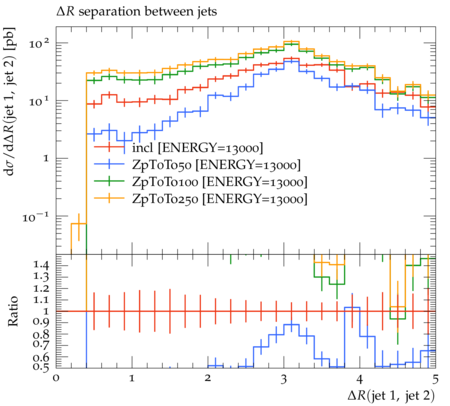 ΔR separation between jets
dσ/dΔR(jet 1, jet 2) [pb]
10²
10¹
1
10⁻¹
incl [ENERGY=13000]
ZpToTo50 [ENERGY=13000]
ZpToTo100 [ENERGY=13000]
ZpToTo250 [ENERGY=13000]
Ratio
1.4
1.3
1.2
1.1
1
0.9
0.8
0.7
0.6
0.5
0 1 2 3 4 5
ΔR(jet 1, jet 2)